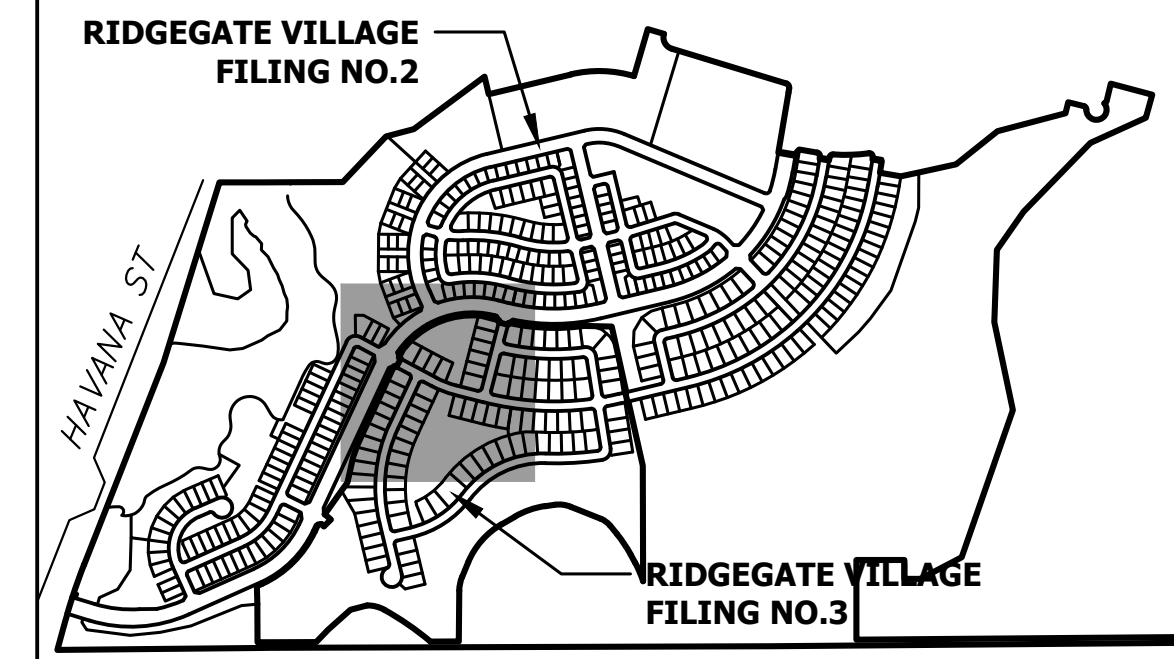 RIDGEGATE VILLAGE
FILING NO.2
HAVANA ST
RIDGEGATE VILLAGE
FILING NO.3